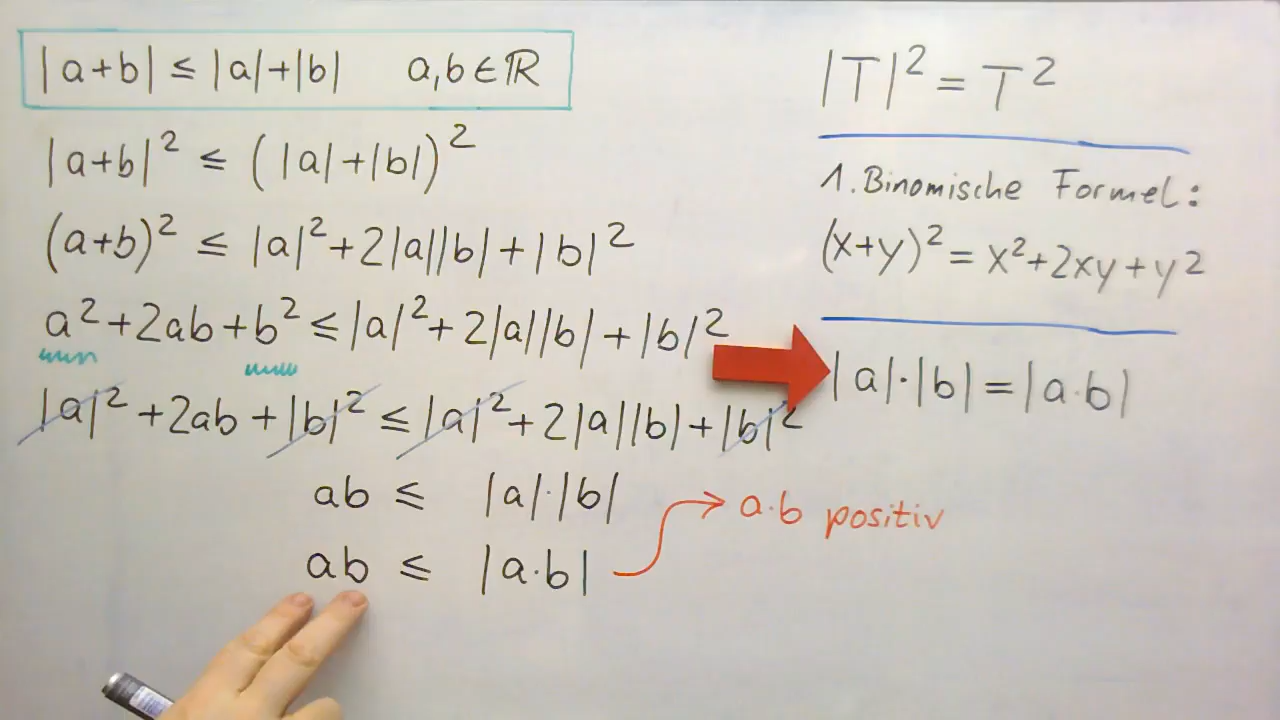 |a+b| ≤ |a|+|b| a,b ∈ ℝ
|a+b|² ≤ (|a|+|b|)²
(a+b)² ≤ |a|²+2|a||b|+|b|²
a²+2ab+b² ≤ |a|²+2|a||b|+|b|²
|a|²+2ab+|b|² ≤ |a|²+2|a||b|+|b|²
ab ≤ |a|·|b|
ab ≤ |a·b|
a·b positiv
|T|² = T²
1. Binomische Formel:
(x+y)² = x²+2xy+y²
|a|·|b| = |a·b|